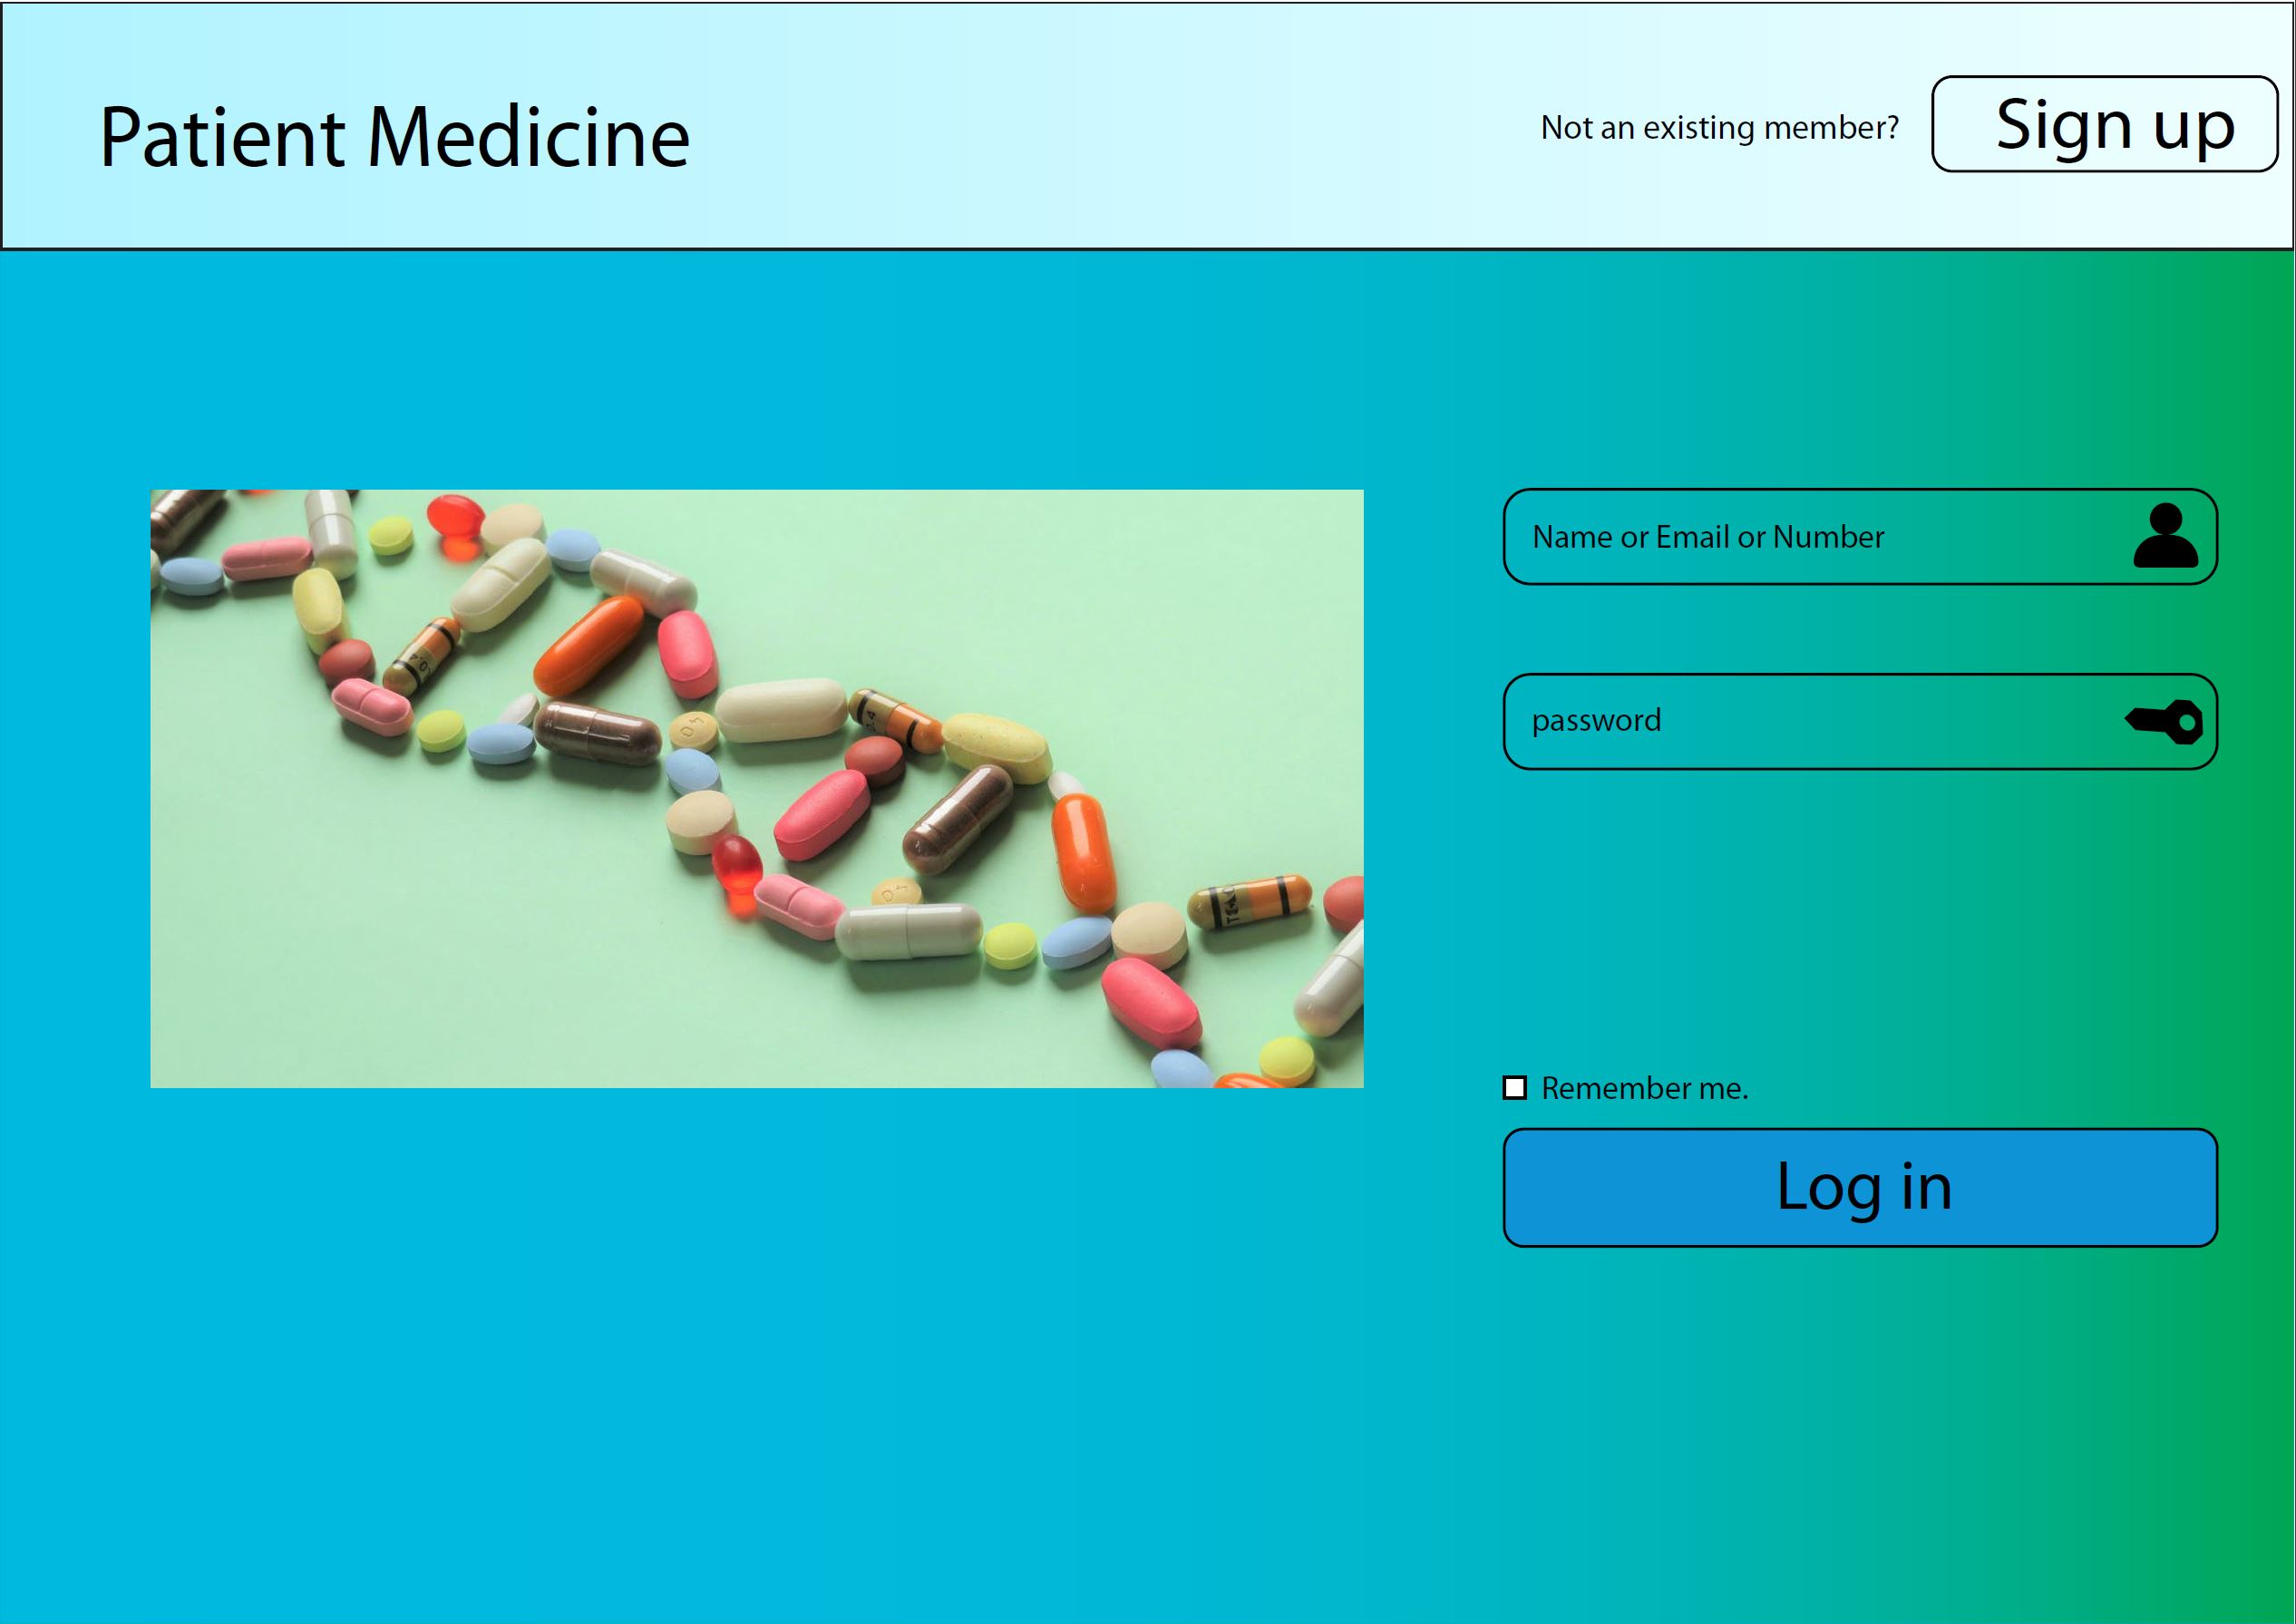 Patient Medicine
Not an existing member?
Sign up
Name or Email or Number
password
Remember me.
Log in